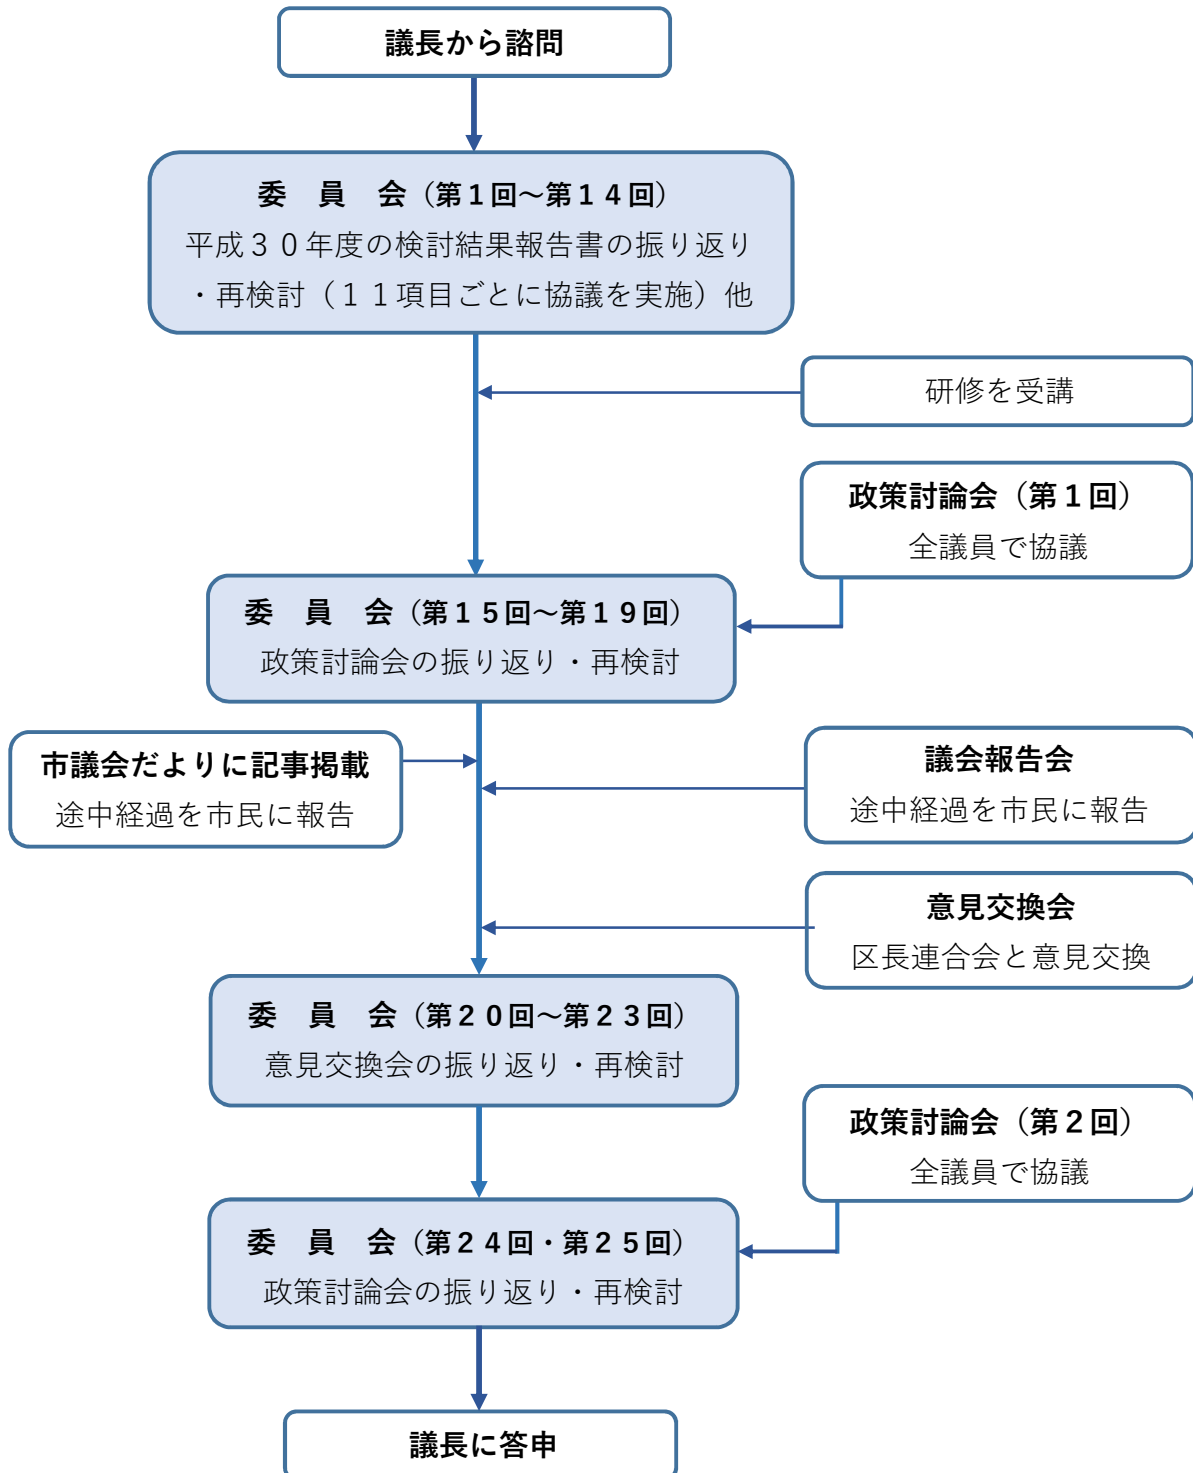 議長から諮問
委　員　会（第１回～第１４回）
平成３０年度の検討結果報告書の振り返り
・再検討（１１項目ごとに協議を実施）他
研修を受講
政策討論会（第１回）
全議員で協議
委　員　会（第１５回～第１９回）
政策討論会の振り返り・再検討
市議会だよりに記事掲載
途中経過を市民に報告
議会報告会
途中経過を市民に報告
意見交換会
区長連合会と意見交換
委　員　会（第２０回～第２３回）
意見交換会の振り返り・再検討
政策討論会（第２回）
全議員で協議
委　員　会（第２４回・第２５回）
政策討論会の振り返り・再検討
議長に答申